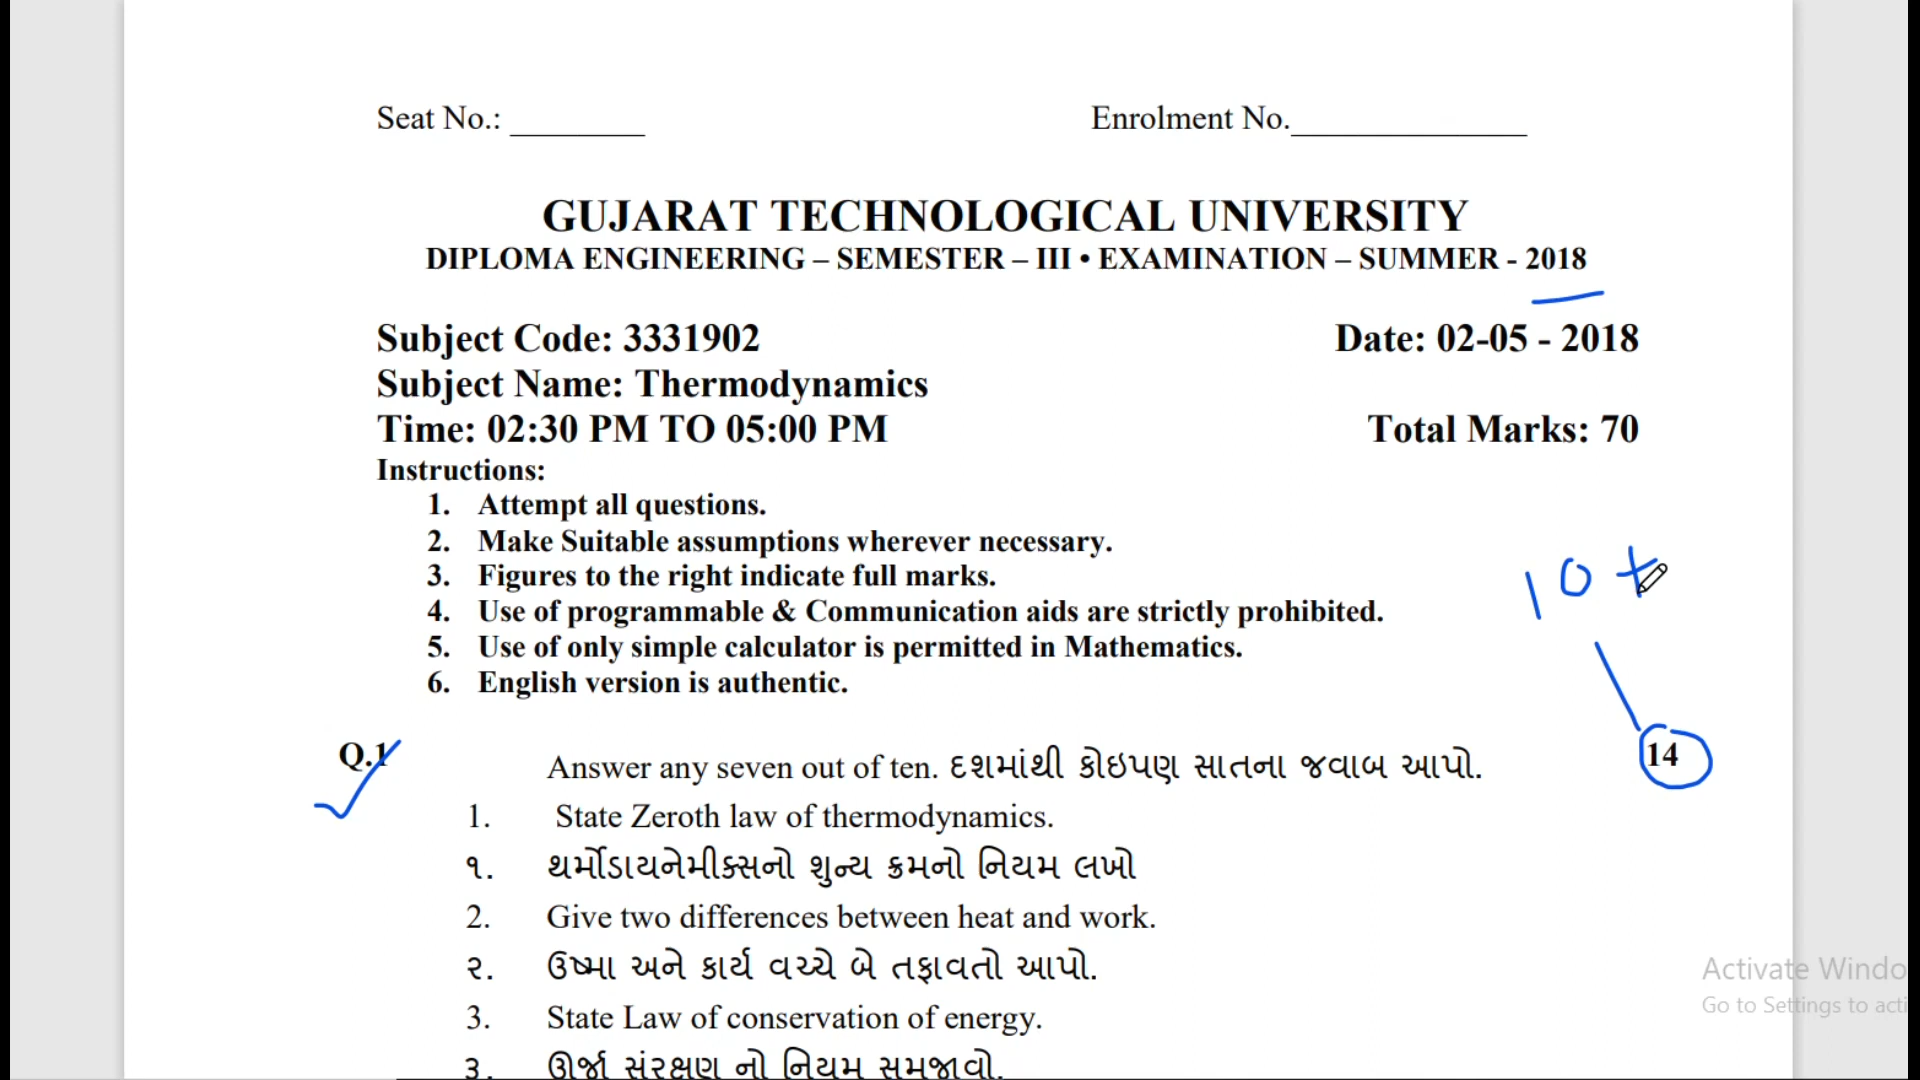 Seat No.: ________ Enrolment No.______________
GUJARAT TECHNOLOGICAL UNIVERSITY
DIPLOMA ENGINEERING – SEMESTER – III • EXAMINATION – SUMMER - 2018
Subject Code: 3331902 Date: 02-05 - 2018
Subject Name: Thermodynamics
Time: 02:30 PM TO 05:00 PM Total Marks: 70
Instructions:
1. Attempt all questions.
2. Make Suitable assumptions wherever necessary.
3. Figures to the right indicate full marks.
10 +
4. Use of programmable & Communication aids are strictly prohibited.
5. Use of only simple calculator is permitted in Mathematics.
6. English version is authentic.
Q.1 Answer any seven out of ten. દશમાંથી કોઇપણ સાતના જવાબ આપો. 14
1. State Zeroth law of thermodynamics.
૧. થર્મોડાયનેમીક્સનો શુન્ય ક્રમનો નિયમ લખો
2. Give two differences between heat and work.
૨. ઉષ્મા અને કાર્ય વચ્ચે બે તફાવતો આપો.
3. State Law of conservation of energy.
૩. ઊર્જા સંરક્ષણ નો નિયમ સમજાવો.
Activate Windo
Go to Settings to acti